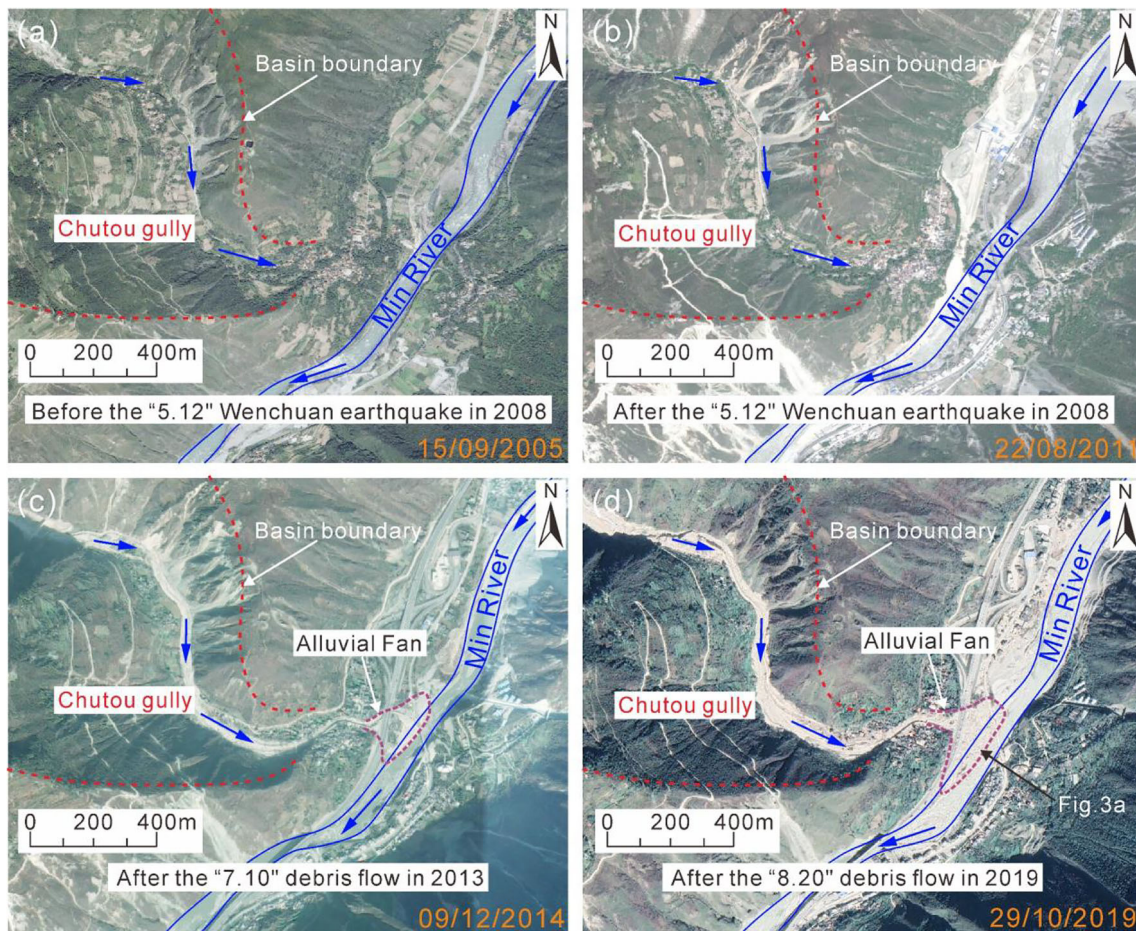 (a)
N
Basin boundary
Chutou gully
Min River
0 200 400m
Before the “5.12” Wenchuan earthquake in 2008
15/09/2005
(b)
N
Basin boundary
Chutou gully
Min River
0 200 400m
After the “5.12” Wenchuan earthquake in 2008
22/08/2011
(c)
N
Basin boundary
Min River
Alluvial Fan
Chutou gully
0 200 400m
After the “7.10” debris flow in 2013
09/12/2014
(d)
N
Basin boundary
Min River
Alluvial Fan
Chutou gully
Fig.3a
0 200 400m
After the “8.20” debris flow in 2019
29/10/2019